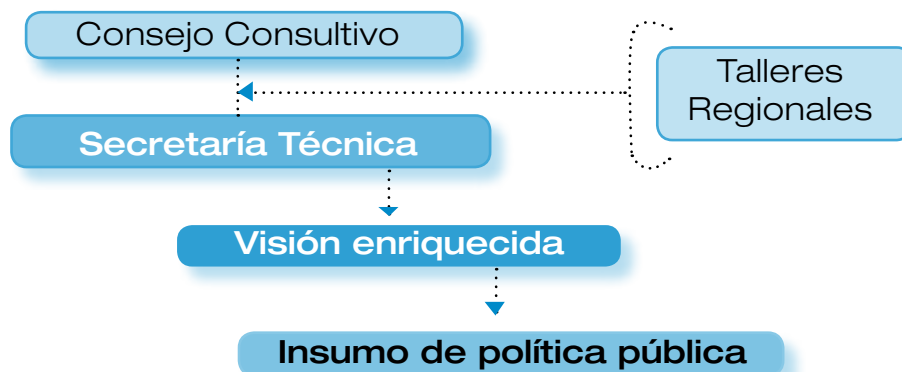 Consejo Consultivo
Talleres
Regionales
Secretaría Técnica
Visión enriquecida
Insumo de política pública